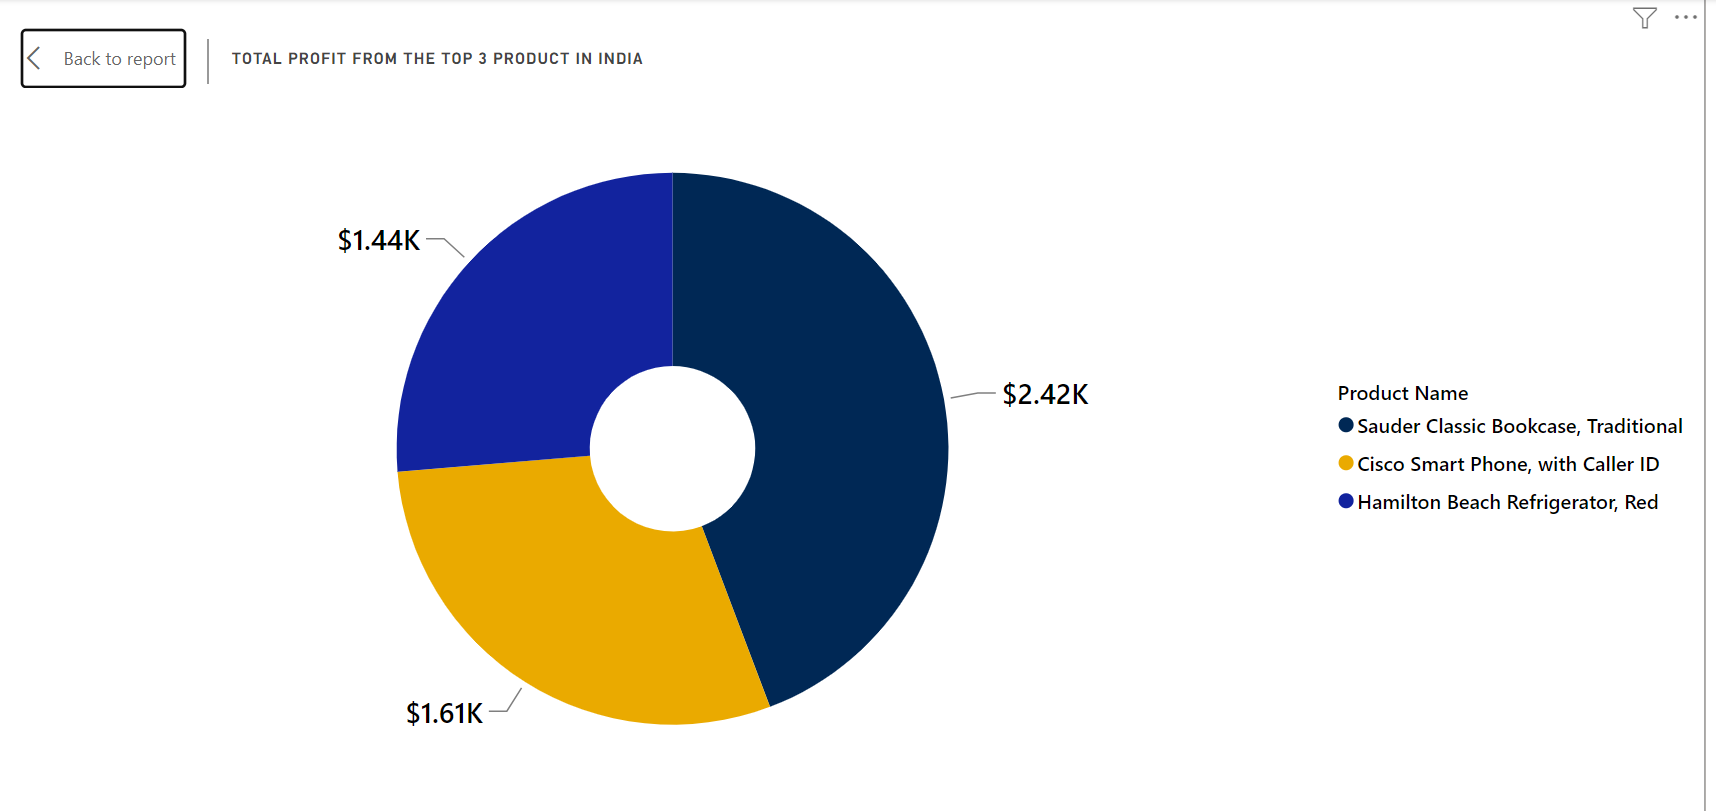 Back to report
TOTAL PROFIT FROM THE TOP 3 PRODUCT IN INDIA
$1.44K
$2.42K
$1.61K
Product Name
Sauder Classic Bookcase, Traditional
Cisco Smart Phone, with Caller ID
Hamilton Beach Refrigerator, Red